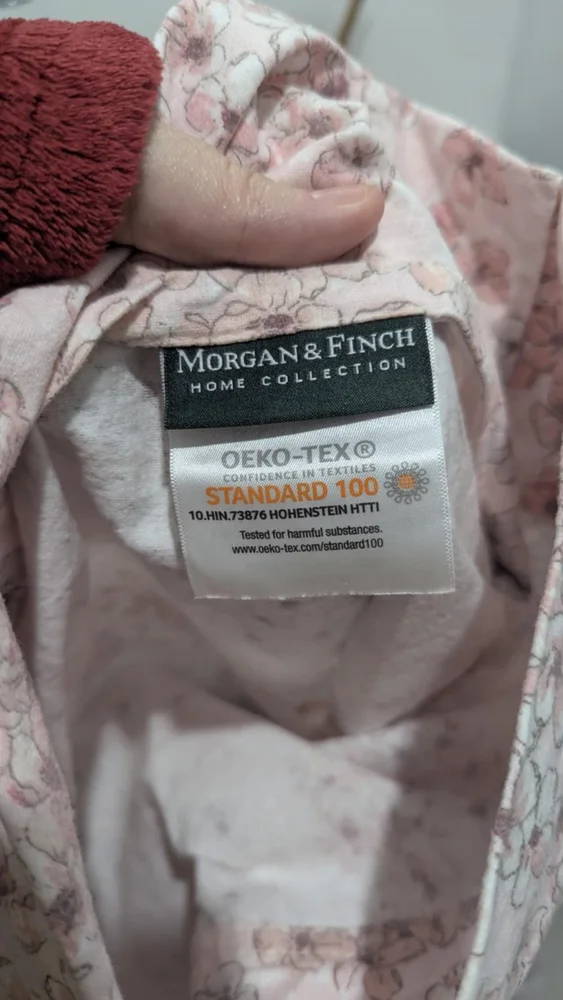 MORGAN & FINCH
HOME COLLECTION
OEKO-TEX®
CONFIDENCE IN TEXTILES
STANDARD 100
10.HIN.73876 HOHENSTEIN HTTI
Tested for harmful substances.
www.oeko-tex.com/standard100